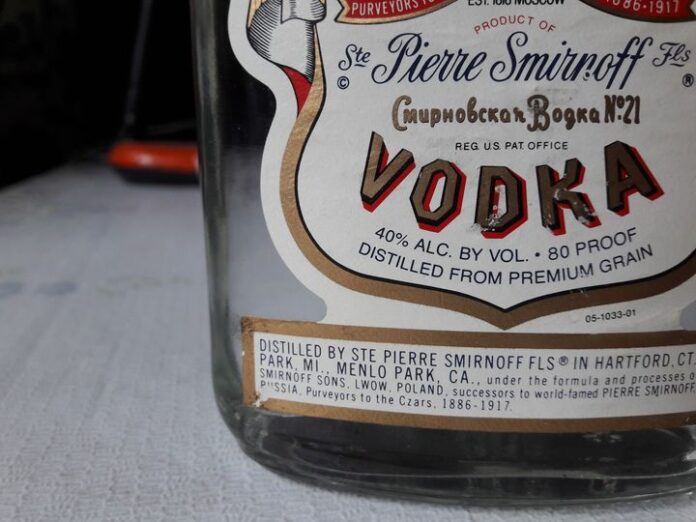 PURVEYORS TO
EST. 1818 MOSCOW
1886-1917
PRODUCT OF
Ste Pierre Smirnoff Fls
© ®
Смирновская Водка №21
REG. U.S. PAT. OFFICE
VODKA
40% ALC. BY VOL. • 80 PROOF
DISTILLED FROM PREMIUM GRAIN
05-1033-01
DISTILLED BY STE PIERRE SMIRNOFF FLS® IN HARTFORD, CT.
PARK, MI., MENLO PARK, CA., under the formula and processes o
SMIRNOFF SONS, LWOW, POLAND, successors to world-famed PIERRE SMIRNOFF
RUSSIA, Purveyors to the Czars, 1886-1917.